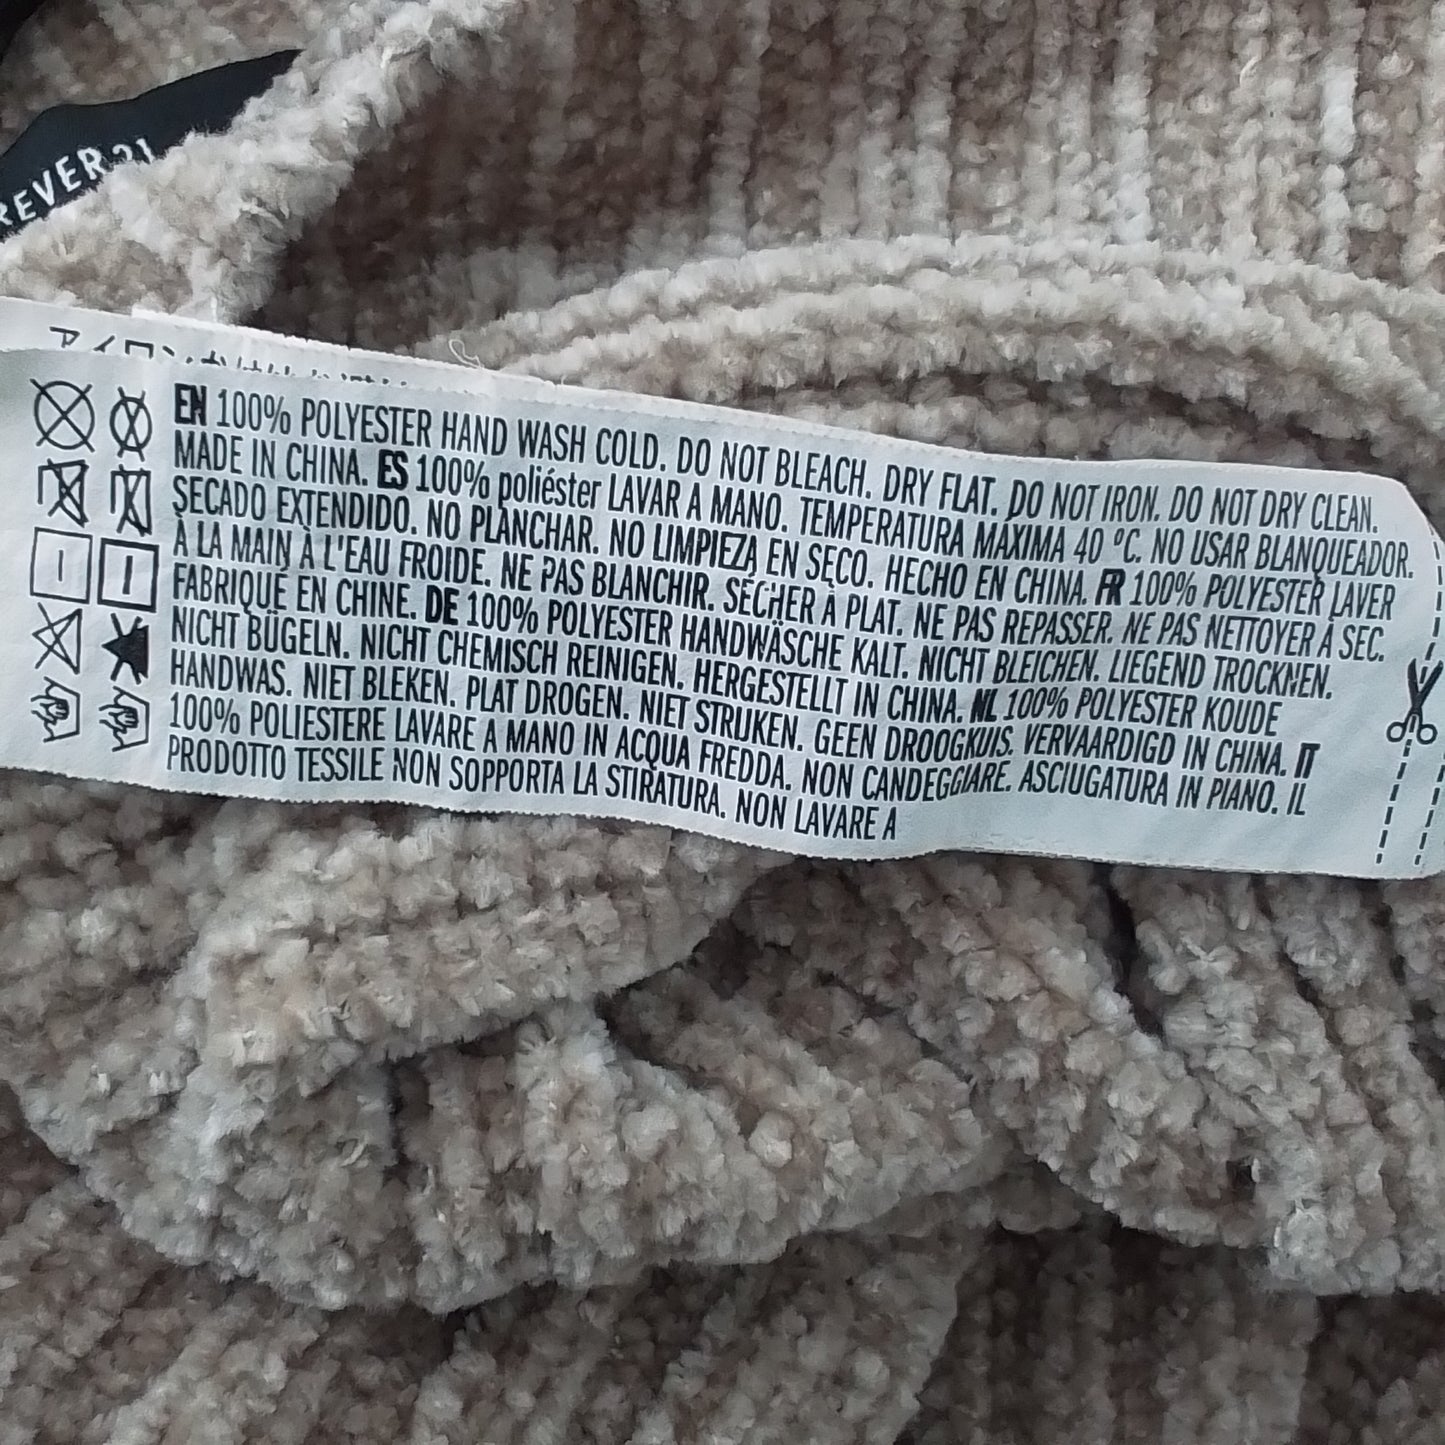 REVER 21
EN 100% POLYESTER HAND WASH COLD. DO NOT BLEACH. DRY FLAT. DO NOT IRON. DO NOT DRY CLEAN.
MADE IN CHINA. ES 100% poliéster LAVAR A MANO. TEMPERATURA MÁXIMA 40 ºC. NO USAR BLANQUEADOR.
SECADO EXTENDIDO. NO PLANCHAR. NO LIMPIEZA EN SECO. HECHO EN CHINA. FR 100% POLYESTER LAVER
À LA MAIN À L'EAU FROIDE. NE PAS BLANCHIR. SÉCHER À PLAT. NE PAS REPASSER. NE PAS NETTOYER À SEC.
FABRIQUÉ EN CHINE. DE 100% POLYESTER HANDWÄSCHE KALT. NICHT BLEICHEN. LIEGEND TROCKNEN.
NICHT BÜGELN. NICHT CHEMISCH REINIGEN. HERGESTELLT IN CHINA. NL 100% POLYESTER KOUDE
HANDWAS. NIET BLEKEN. PLAT DROGEN. NIET STRIJKEN. GEEN DROOGKUIS. VERVAARDIGD IN CHINA. IT
100% POLIESTERE LAVARE A MANO IN ACQUA FREDDA. NON CANDEGGIARE. ASCIUGATURA IN PIANO. IL
PRODOTTO TESSILE NON SOPPORTA LA STIRATURA. NON LAVARE A